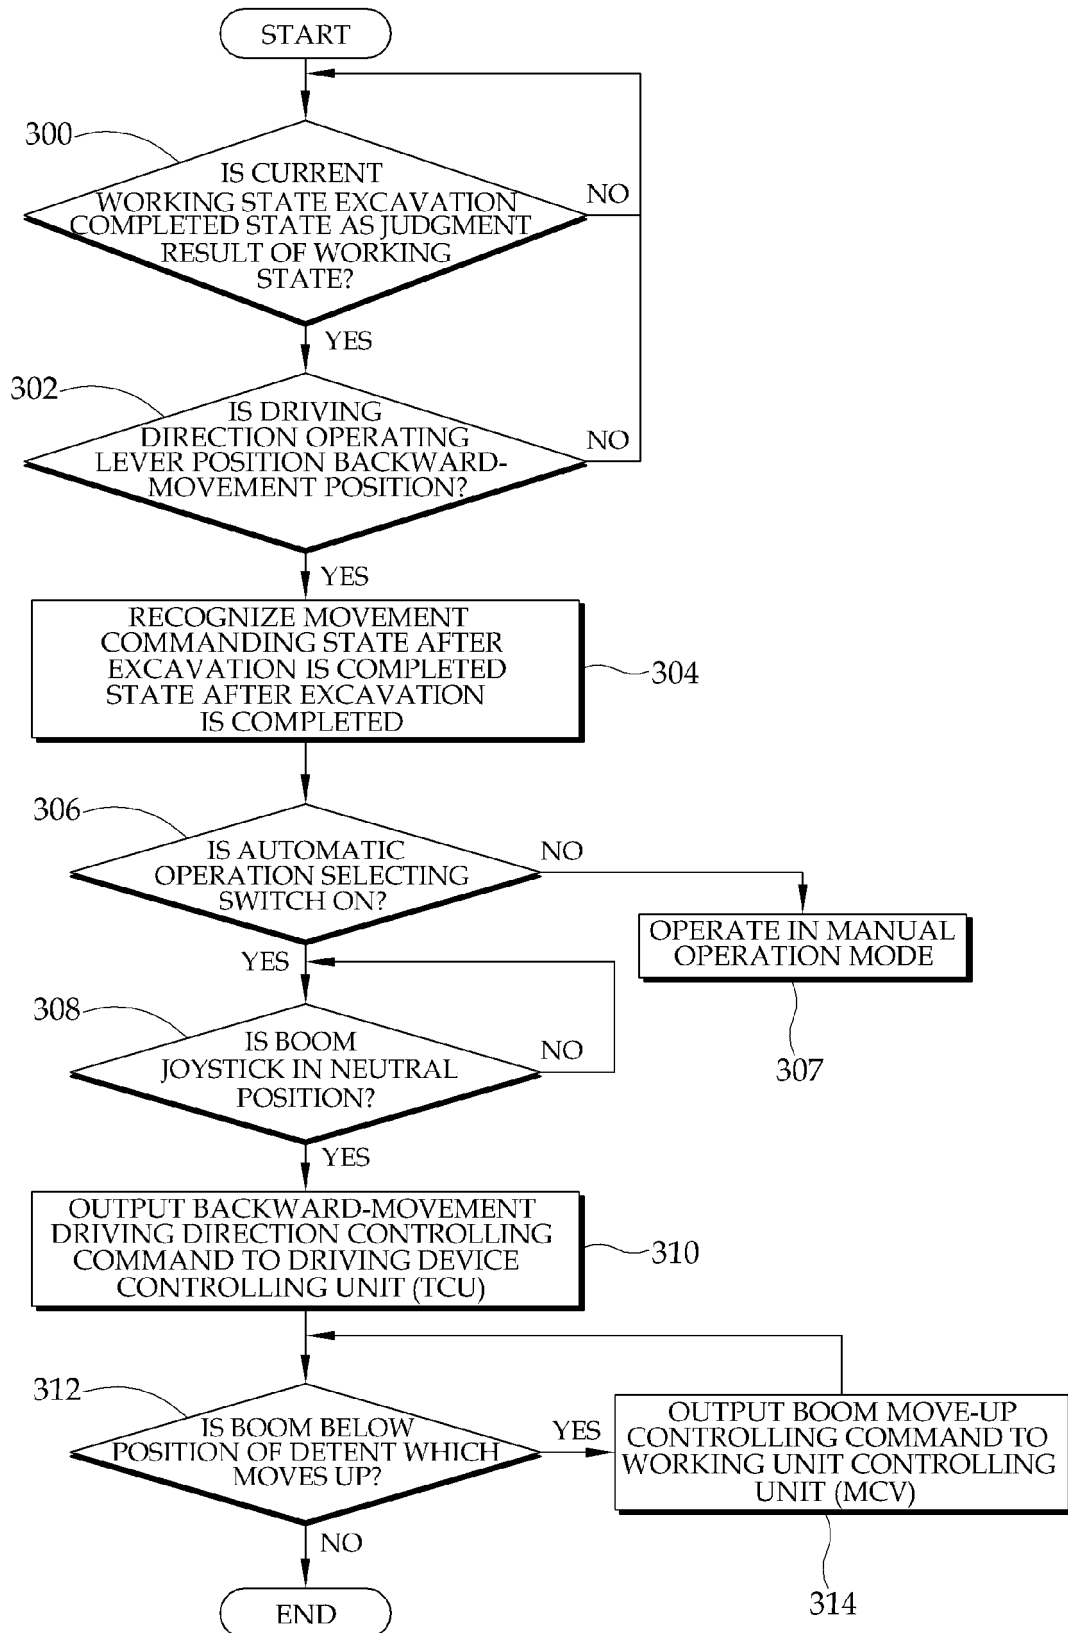 START
300
IS CURRENT
WORKING STATE EXCAVATION
COMPLETED STATE AS JUDGMENT
RESULT OF WORKING
STATE?
NO
YES
302
IS DRIVING
DIRECTION OPERATING
LEVER POSITION BACKWARD-
MOVEMENT POSITION?
NO
YES
RECOGNIZE MOVEMENT
COMMANDING STATE AFTER
EXCAVATION IS COMPLETED
STATE AFTER EXCAVATION
IS COMPLETED
304
306
IS AUTOMATIC
OPERATION SELECTING
SWITCH ON?
NO
OPERATE IN MANUAL
OPERATION MODE
307
YES
308
IS BOOM
JOYSTICK IN NEUTRAL
POSITION?
NO
YES
OUTPUT BACKWARD-MOVEMENT
DRIVING DIRECTION CONTROLLING
COMMAND TO DRIVING DEVICE
CONTROLLING UNIT (TCU)
310
312
IS BOOM BELOW
POSITION OF DETENT WHICH
MOVES UP?
YES
OUTPUT BOOM MOVE-UP
CONTROLLING COMMAND TO
WORKING UNIT CONTROLLING
UNIT (MCV)
314
NO
END